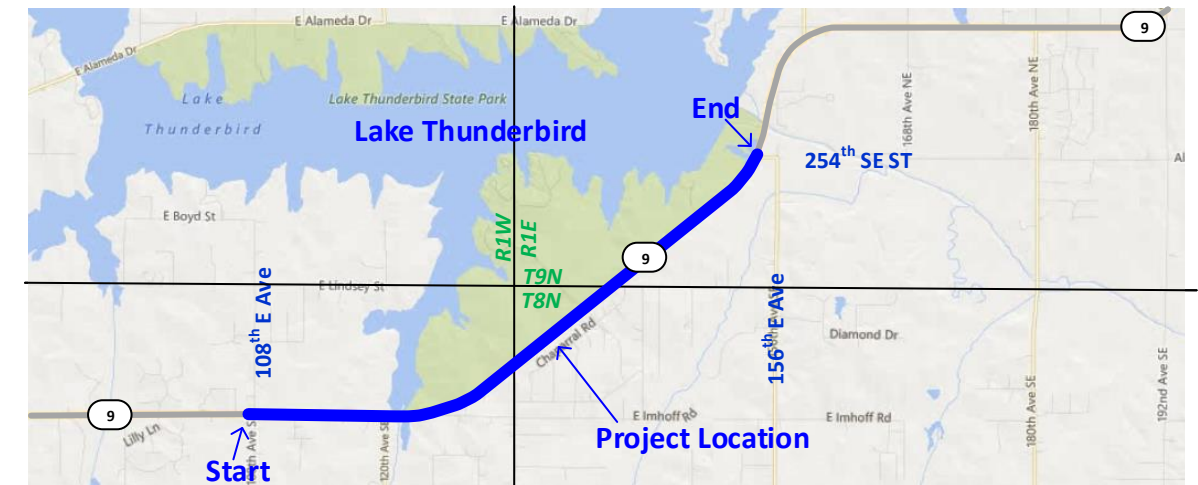 E Alameda Dr
E Alameda Dr
9
E Alameda Dr
Lake
Thunderbird
Lake Thunderbird State Park
Lake Thunderbird
End
168th Ave NE
180th Ave NE
254th SE ST
Al
E Boyd St
R1W
R1E
9
T9N
T8N
E Lindsey St
108th E Ave
156th E Ave
Chaparral Rd
Diamond Dr
180th Ave SE
192nd Ave SE
9
Lilly Ln
120th Ave SE
E Imhoff Rd
E Imhoff Rd
Project Location
Start